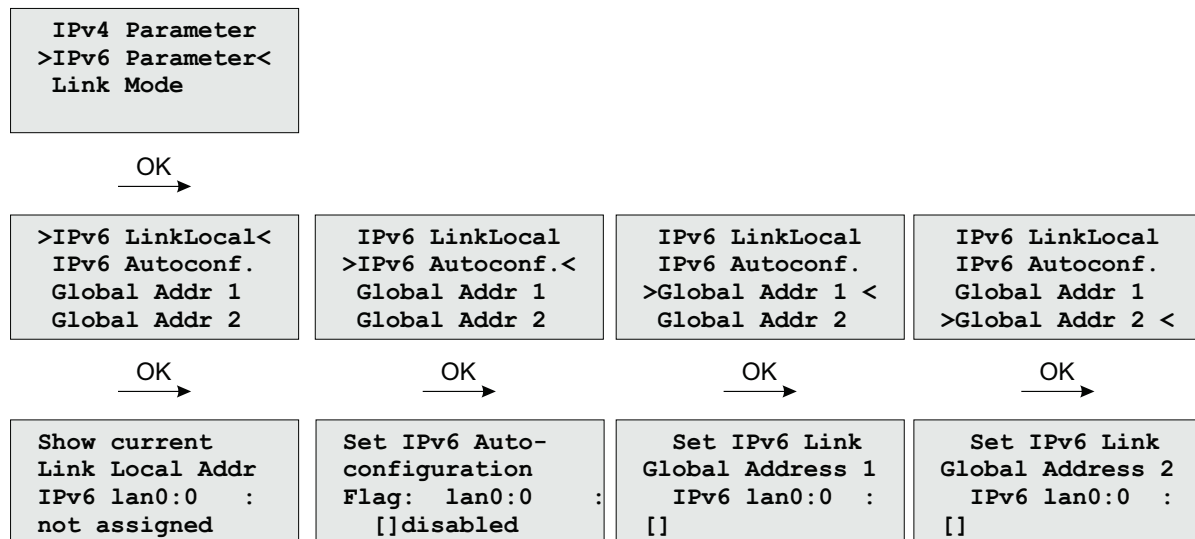 IPv4 Parameter
>IPv6 Parameter<
Link Mode
OK
>IPv6 LinkLocal<
IPv6 Autoconf.
Global Addr 1
Global Addr 2
IPv6 LinkLocal
>IPv6 Autoconf.<
Global Addr 1
Global Addr 2
IPv6 LinkLocal
IPv6 Autoconf.
>Global Addr 1 <
Global Addr 2
IPv6 LinkLocal
IPv6 Autoconf.
Global Addr 1
>Global Addr 2 <
OK
OK
OK
OK
Show current
Link Local Addr
IPv6 lan0:0 :
not assigned
Set IPv6 Auto-
configuration
Flag: lan0:0 :
[]disabled
Set IPv6 Link
Global Address 1
IPv6 lan0:0 :
[]
Set IPv6 Link
Global Address 2
IPv6 lan0:0 :
[]